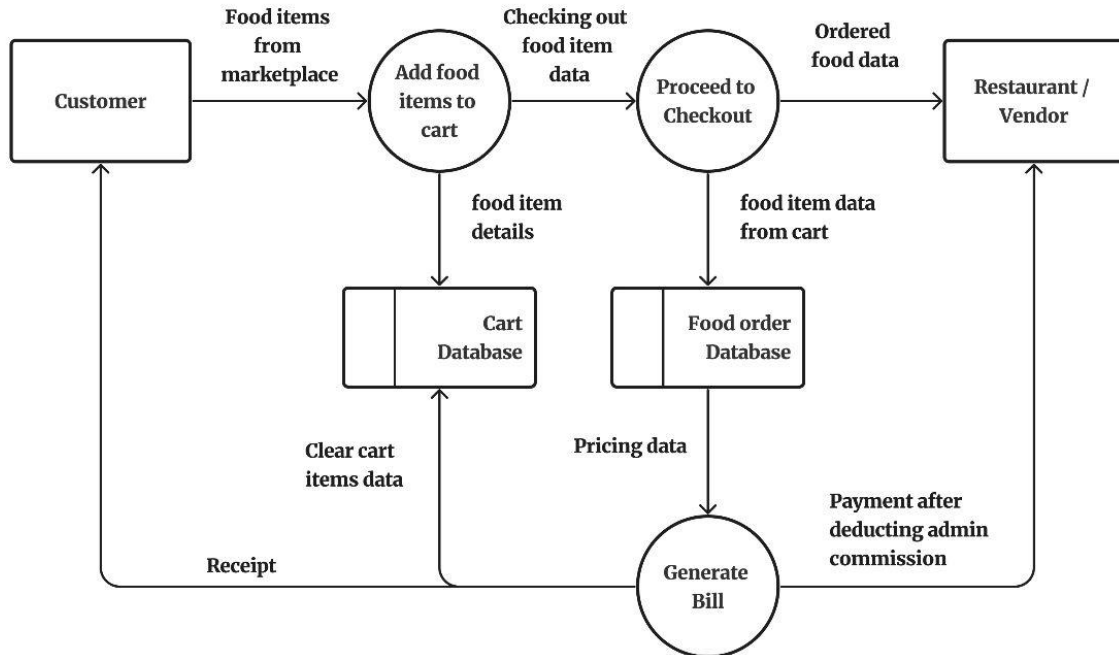 Food items
from
marketplace
Checking out
food item
data
Ordered
food data
Customer
Add food
items to
cart
Proceed to
Checkout
Restaurant /
Vendor
food item
details
food item data
from cart
Cart
Database
Food order
Database
Clear cart
items data
Pricing data
Payment after
deducting admin
commission
Receipt
Generate
Bill